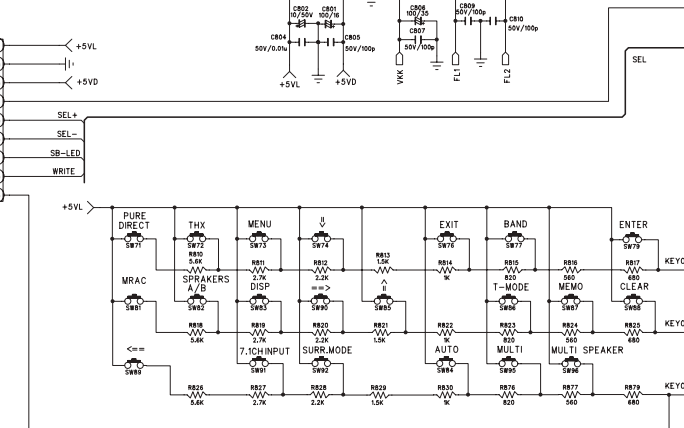 C802
10/50V
C801
100/16
C806
100/35
C809
50V/100p
C810
50V/100p
C804
50V/0.01u
C805
50V/100p
C807
50V/100p
+5VL
+5VD
+5VL
+5VD
VKK
FL1
FL2
SEL
SEL+
SEL-
SB-LED
WRITE
+5VL
PURE
DIRECT
SW71
THX
SW72
MENU
SW73
=>
SW74
EXIT
SW76
BAND
SW77
ENTER
SW79
R810
5.6K
R811
2.7K
R812
2.2K
R813
1.5K
R814
1K
R815
820
R816
560
R817
680
KEYC
MRAC
SW81
SPRAKERS
A/B
SW82
DISP
SW83
==>
SW90
<=
SW85
T-MODE
SW86
MEMO
SW87
CLEAR
SW88
R818
5.6K
R819
2.7K
R820
2.2K
R821
1.5K
R822
1K
R823
820
R824
560
R825
680
KEYC
<==
SW89
7.1CH INPUT
SW91
SURR.MODE
SW92
AUTO
SW84
MULTI
SW95
MULTI SPEAKER
SW96
R826
5.6K
R827
2.7K
R828
2.2K
R829
1.5K
R830
1K
R876
820
R877
560
R879
680
KEYC